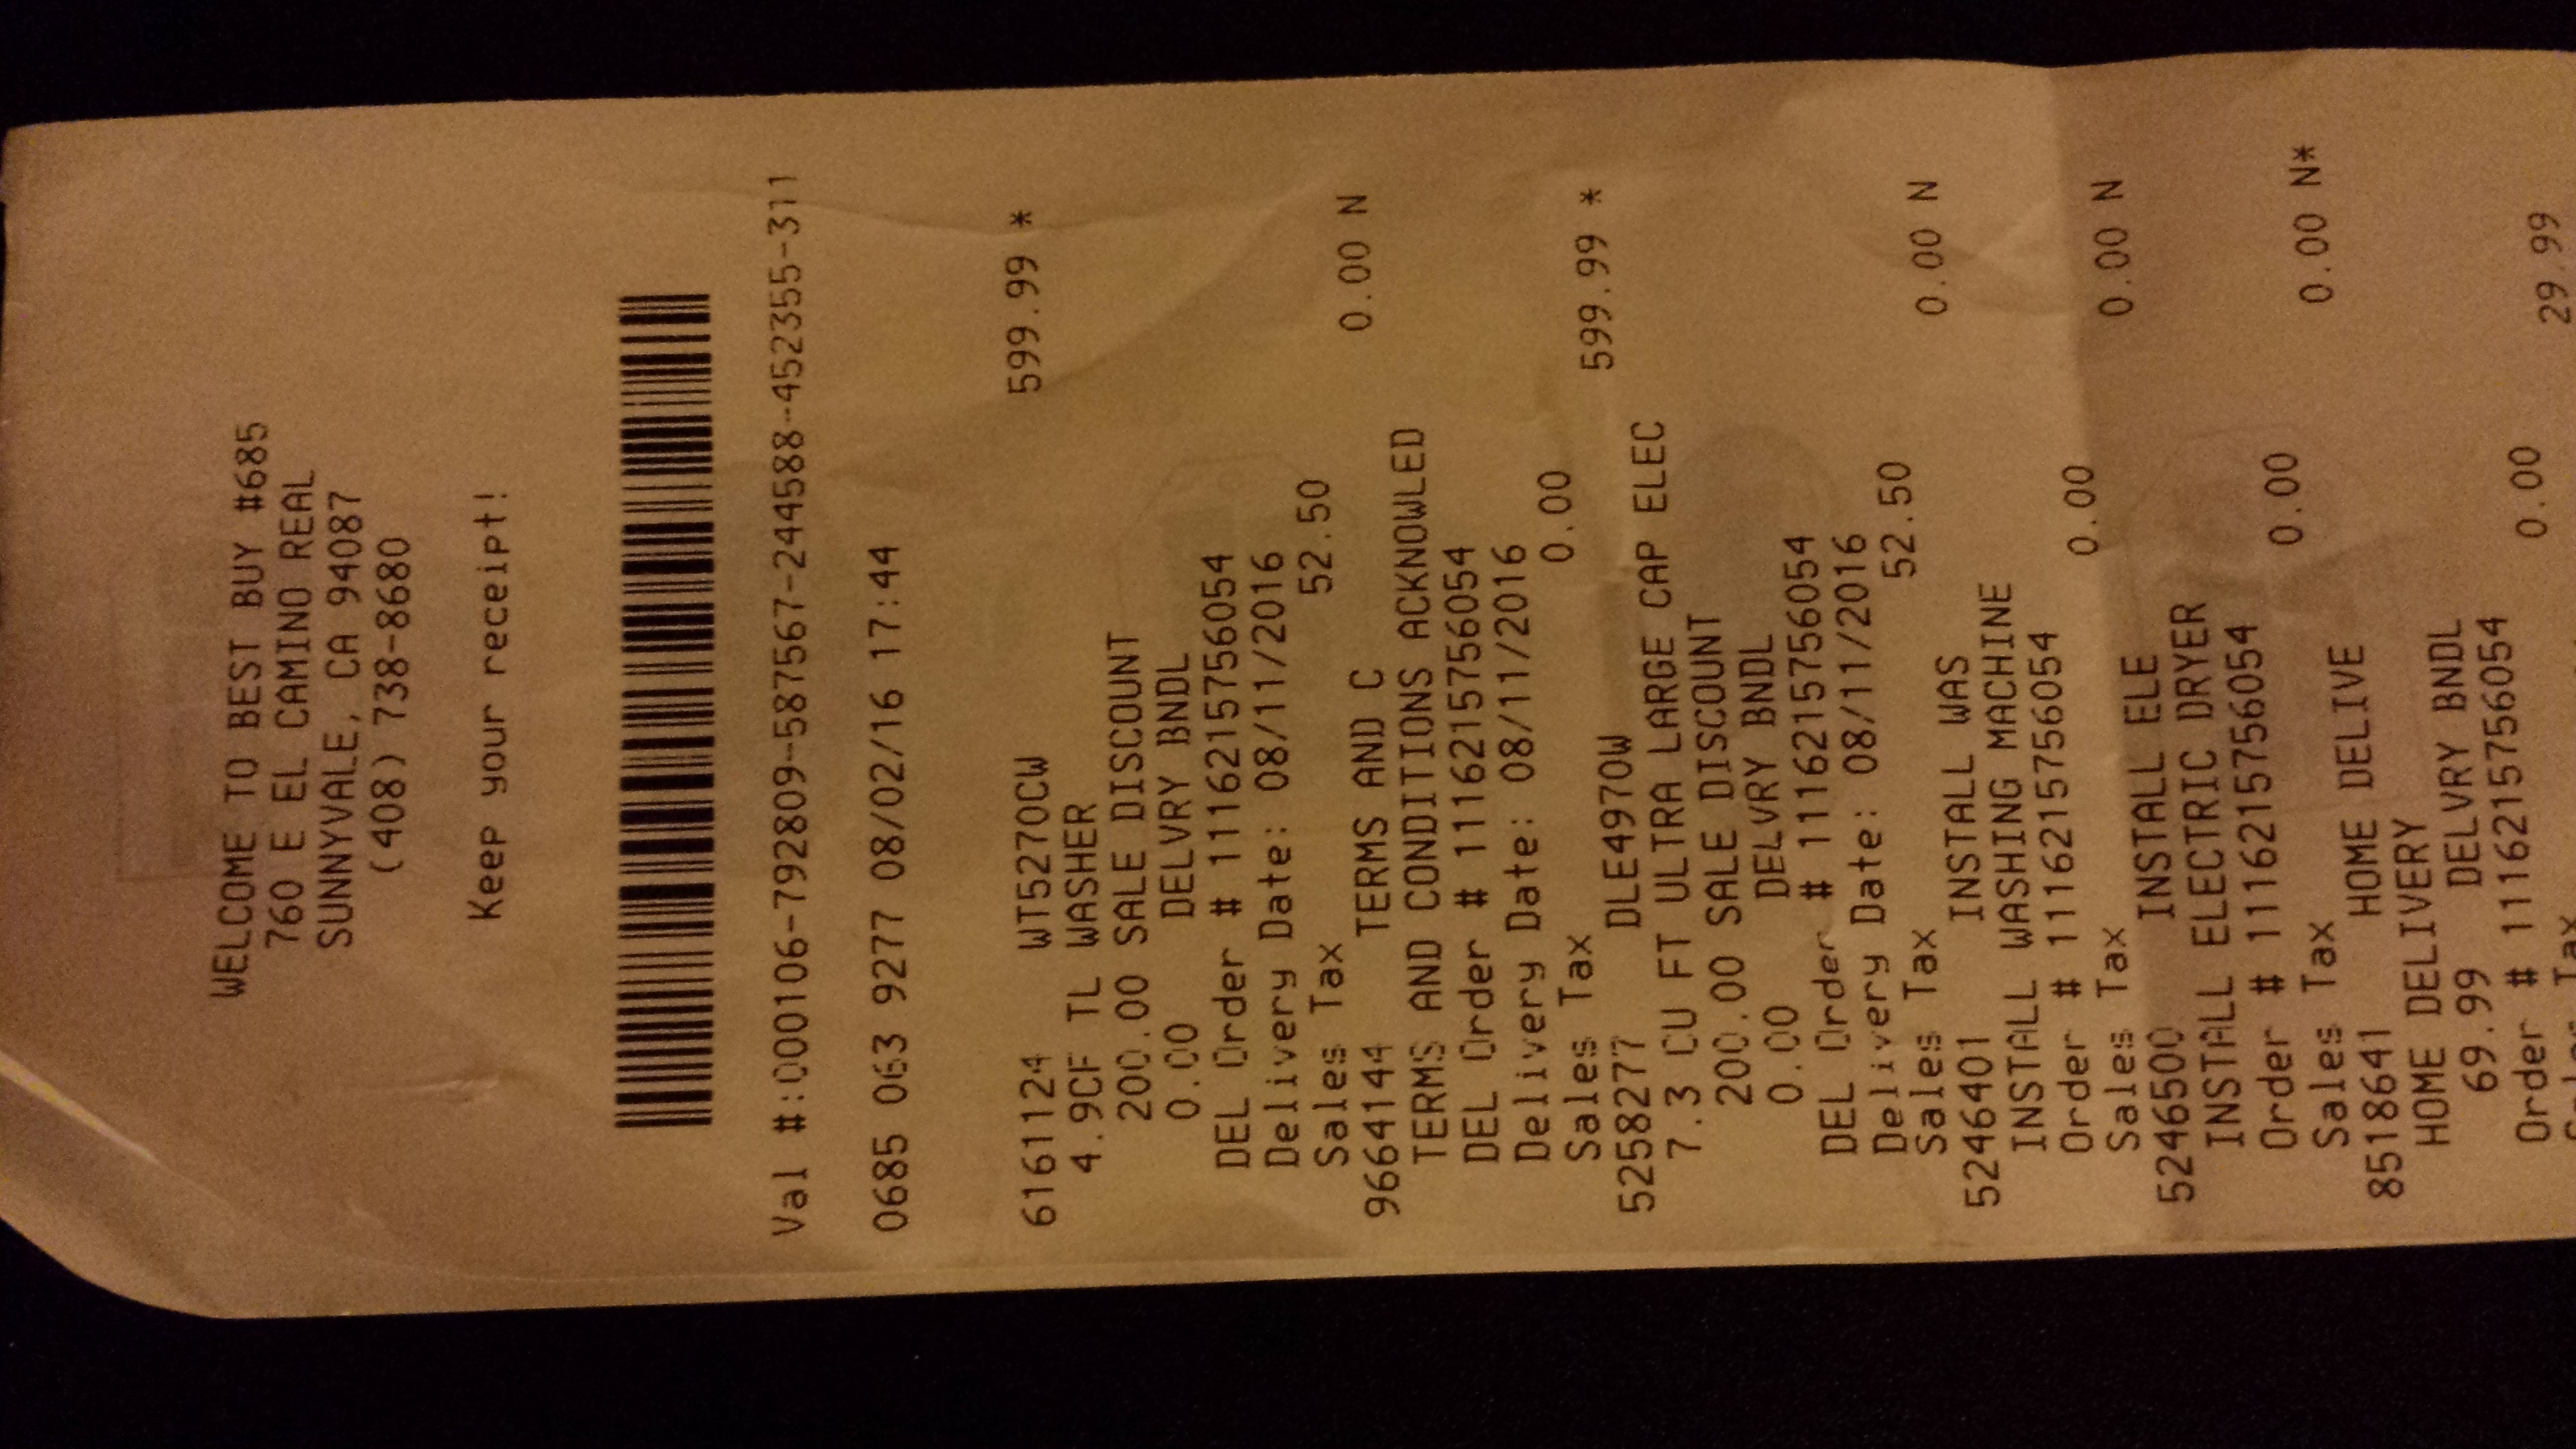 WELCOME TO BEST BUY #685
760 E EL CAMINO REAL
SUNNYVALE, CA 94087
(408) 738-8680
Keep your receipt!
Val #:000106-792809-587567-244588-452355-311
0685 063 9277 08/02/16 17:44
6161124 WT5270CW 599.99 *
4.9CF TL WASHER
200.00 SALE DISCOUNT
0.00 DELVRY BNDL
DEL Order # 1116215756054
Delivery Date: 08/11/2016
Sales Tax 52.50
96641414 TERMS AND C 0.00 N
TERMS AND CONDITIONS ACKNOWLED
DEL Order # 1116215756054
Delivery Date: 08/11/2016
Sales Tax 0.00
5258277 DLE4970W 599.99 *
7.3 CU FT ULTRA LARGE CAP ELEC
200.00 SALE DISCOUNT
0.00 DELVRY BNDL
DEL Order # 1116215756054
Delivery Date: 08/11/2016
Sales Tax 52.50
5246401 INSTALL WAS 0.00 N
INSTALL WASHING MACHINE
Order # 1116215756054
Sales Tax 0.00
5246500 INSTALL ELE 0.00 N
INSTALL ELECTRIC DRYER
Order # 1116215756054
Sales Tax 0.00
8518641 HOME DELIVE 0.00 N*
HOME DELIVERY
69.99 DELVRY BNDL
Order # 1116215756054
Tax 0.00
29.99